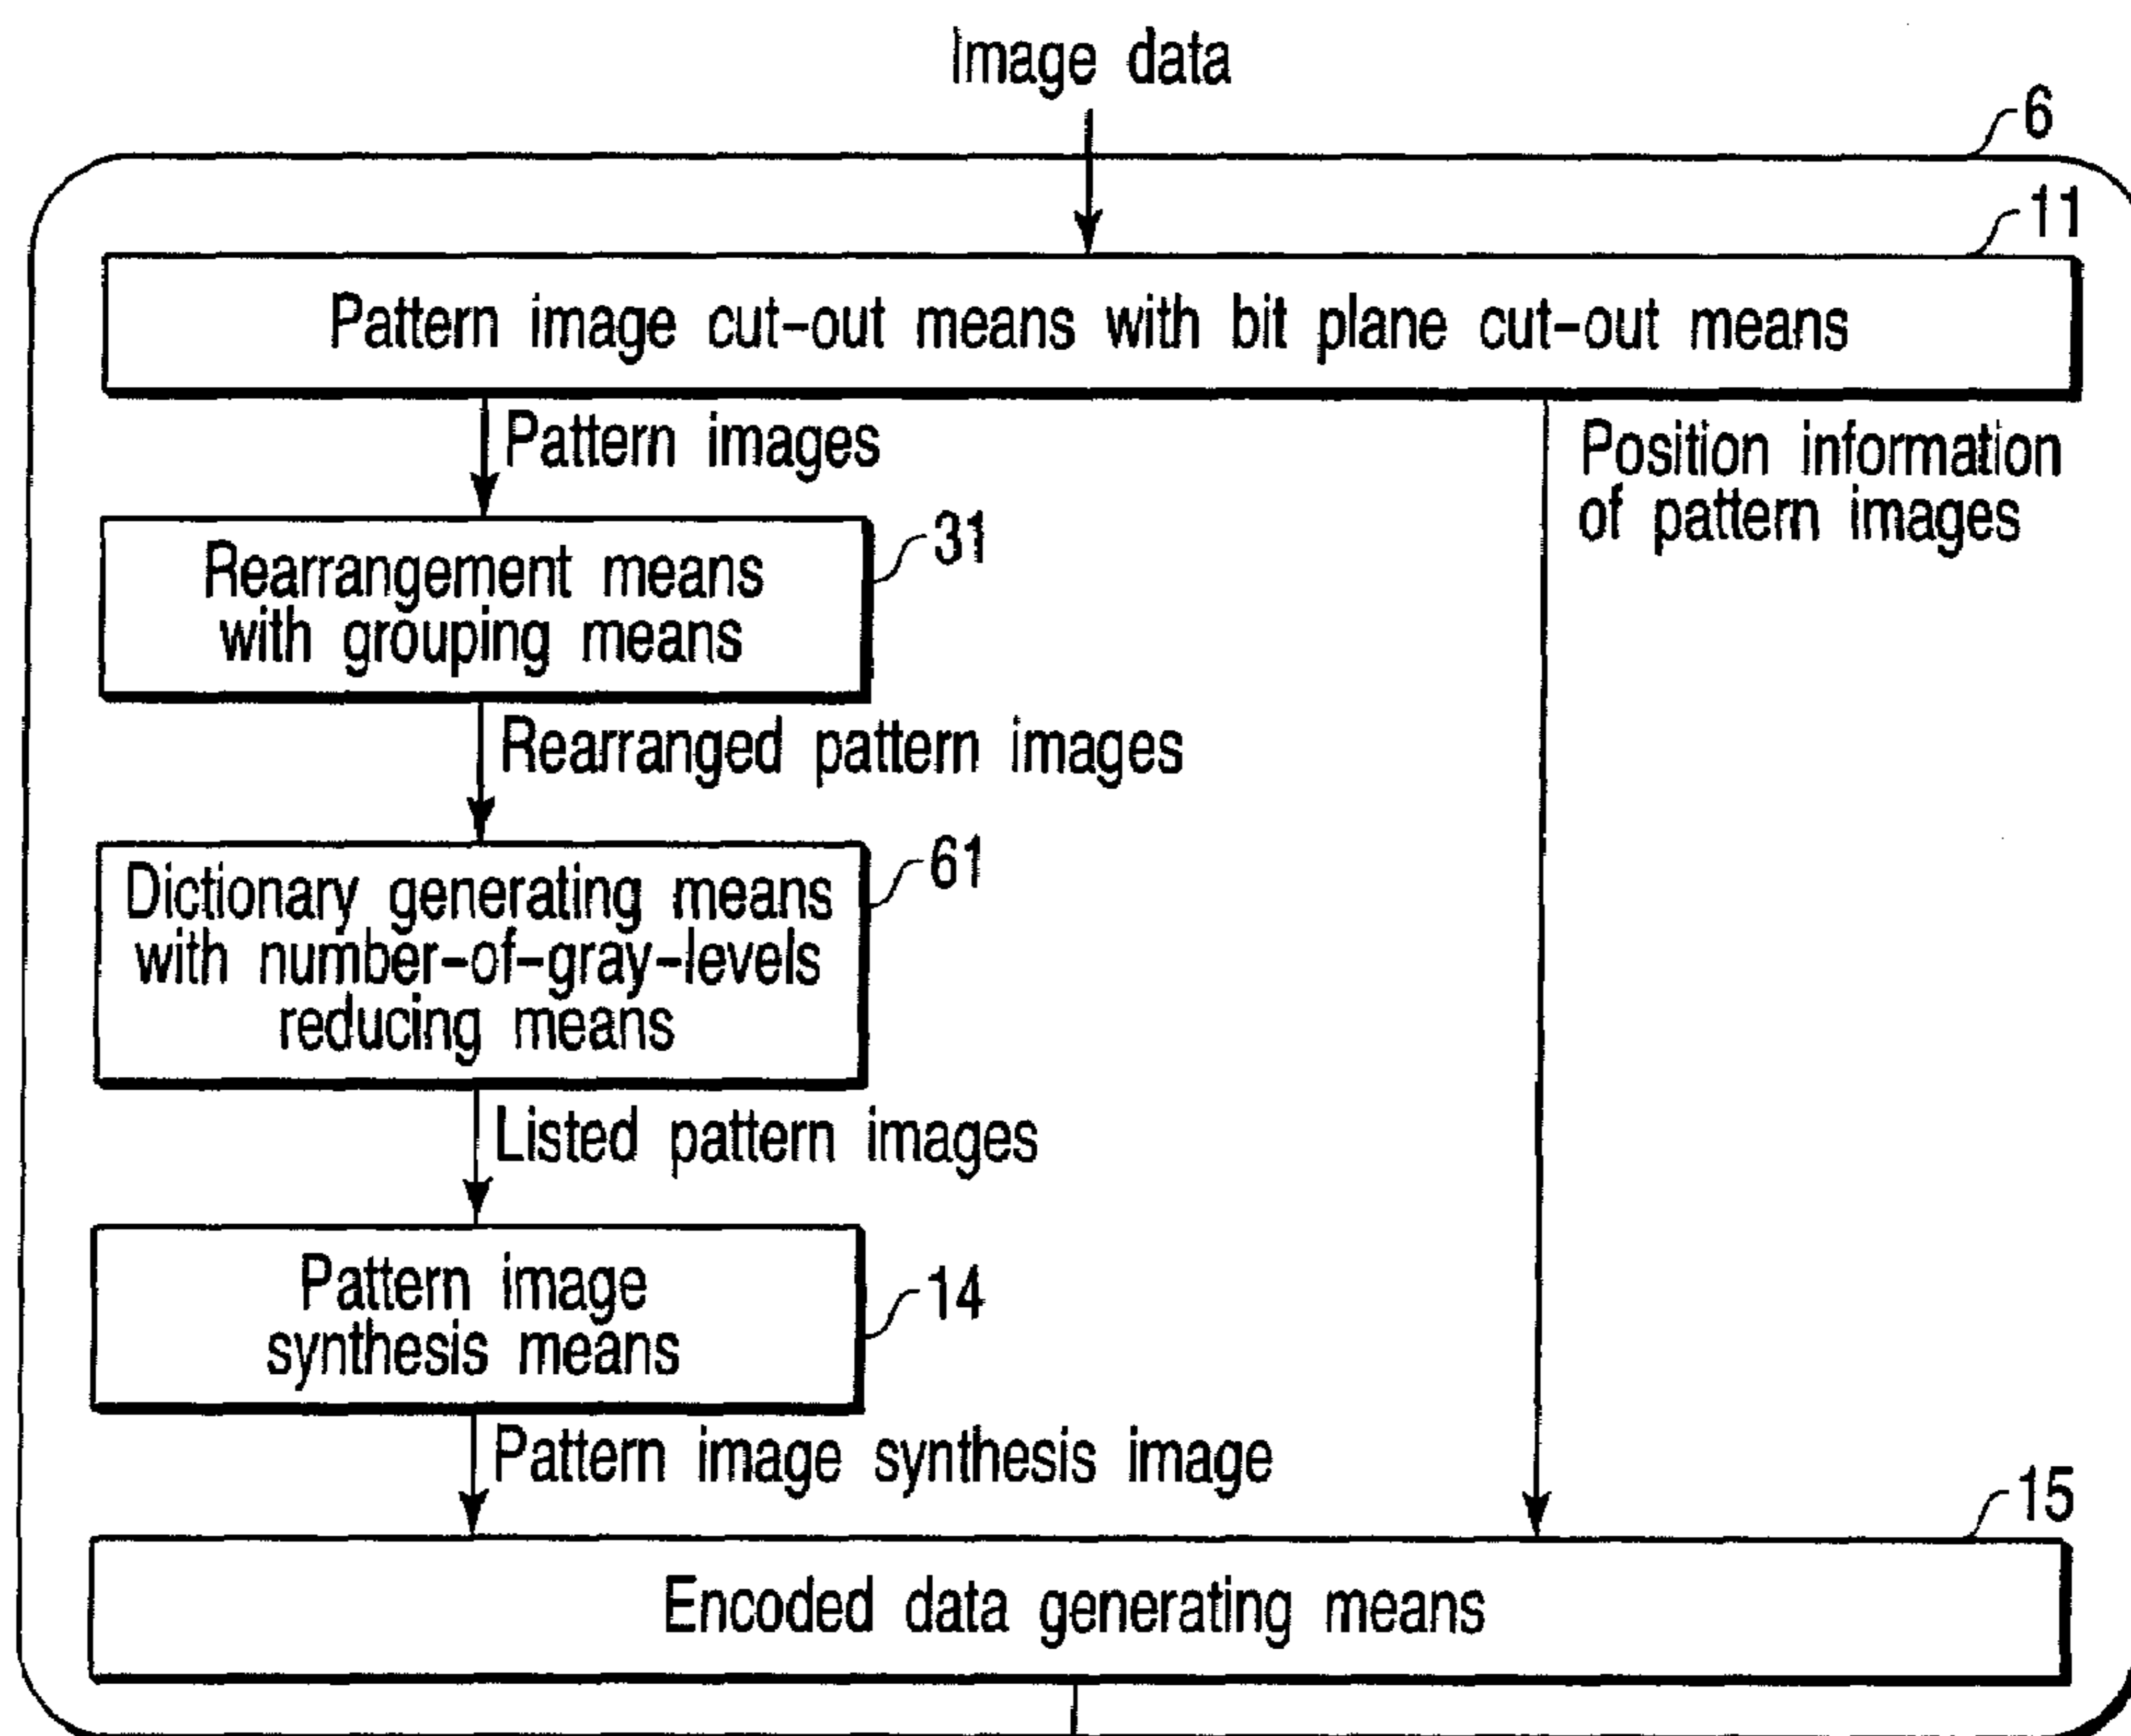 Image data
6
11
Pattern image cut-out means with bit plane cut-out means
Pattern images
Position information
of pattern images
31
Rearrangement means
with grouping means
Rearranged pattern images
61
Dictionary generating means
with number-of-gray-levels
reducing means
Listed pattern images
14
Pattern image
synthesis means
Pattern image synthesis image
15
Encoded data generating means